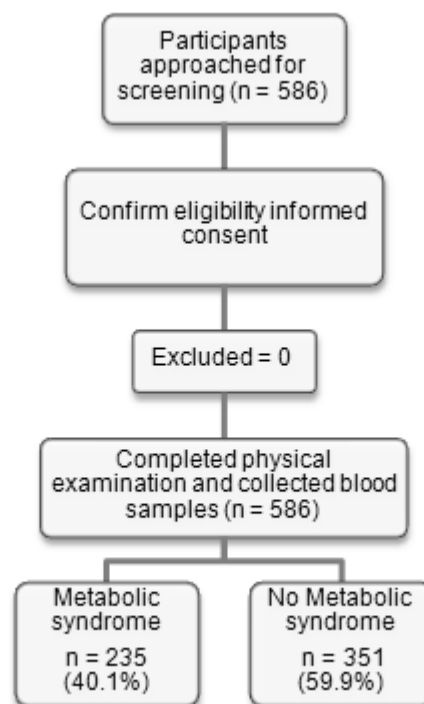 Participants
approached for
screening (n = 586)
Confirm eligibility informed
consent
Excluded = 0
Completed physical
examination and collected blood
samples (n = 586)
Metabolic
syndrome
n = 235
(40.1%)
No Metabolic
syndrome
n = 351
(59.9%)